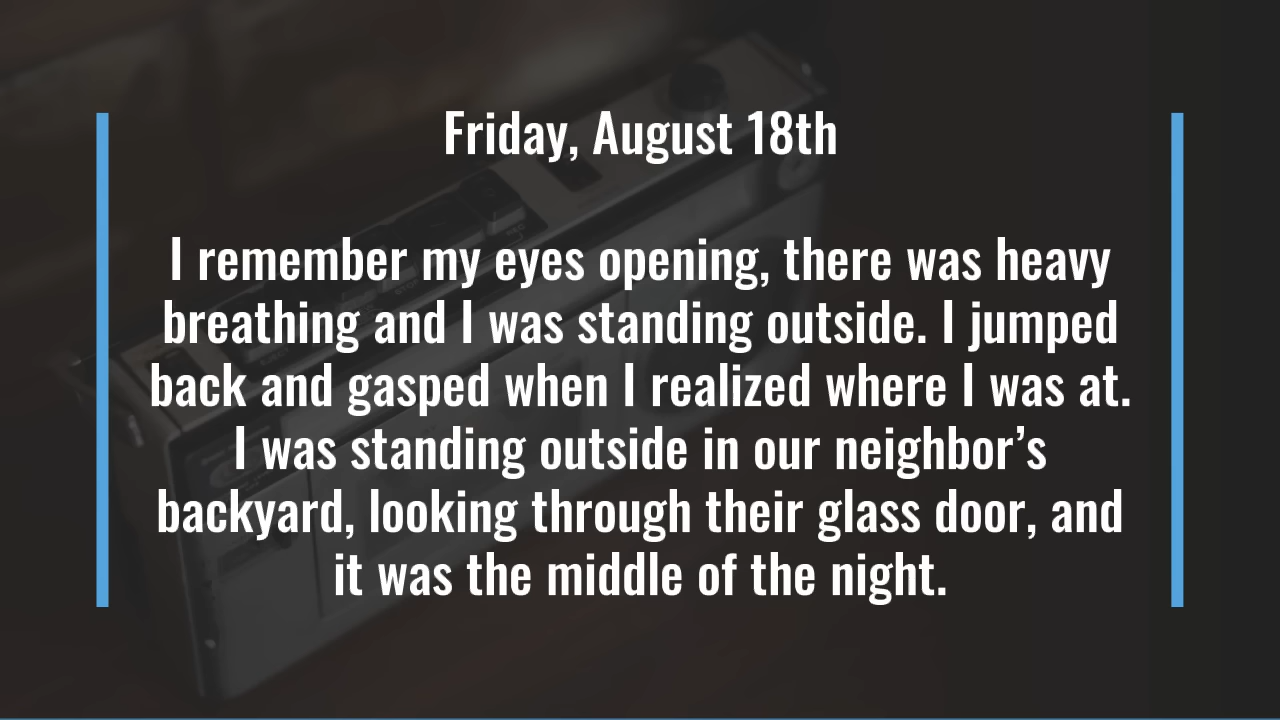 Friday, August 18th
I remember my eyes opening, there was heavy
breathing and I was standing outside. I jumped
back and gasped when I realized where I was at.
I was standing outside in our neighbor’s
backyard, looking through their glass door, and
it was the middle of the night.